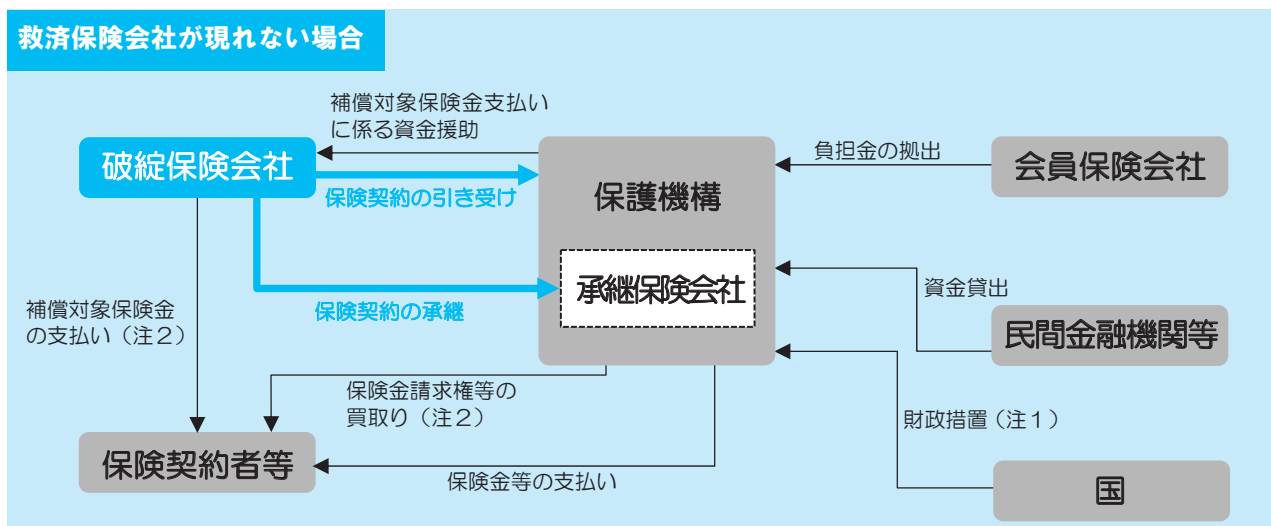 救済保険会社が現れない場合
補償対象保険金支払い
に係る資金援助
破綻保険会社
保険契約の引き受け
保護機構
負担金の拠出
会員保険会社
承継保険会社
保険契約の承継
資金貸出
民間金融機関等
補償対象保険金
の支払い（注２）
保険金請求権等の
買取り（注２）
財政措置（注１）
保険契約者等
保険金等の支払い
国